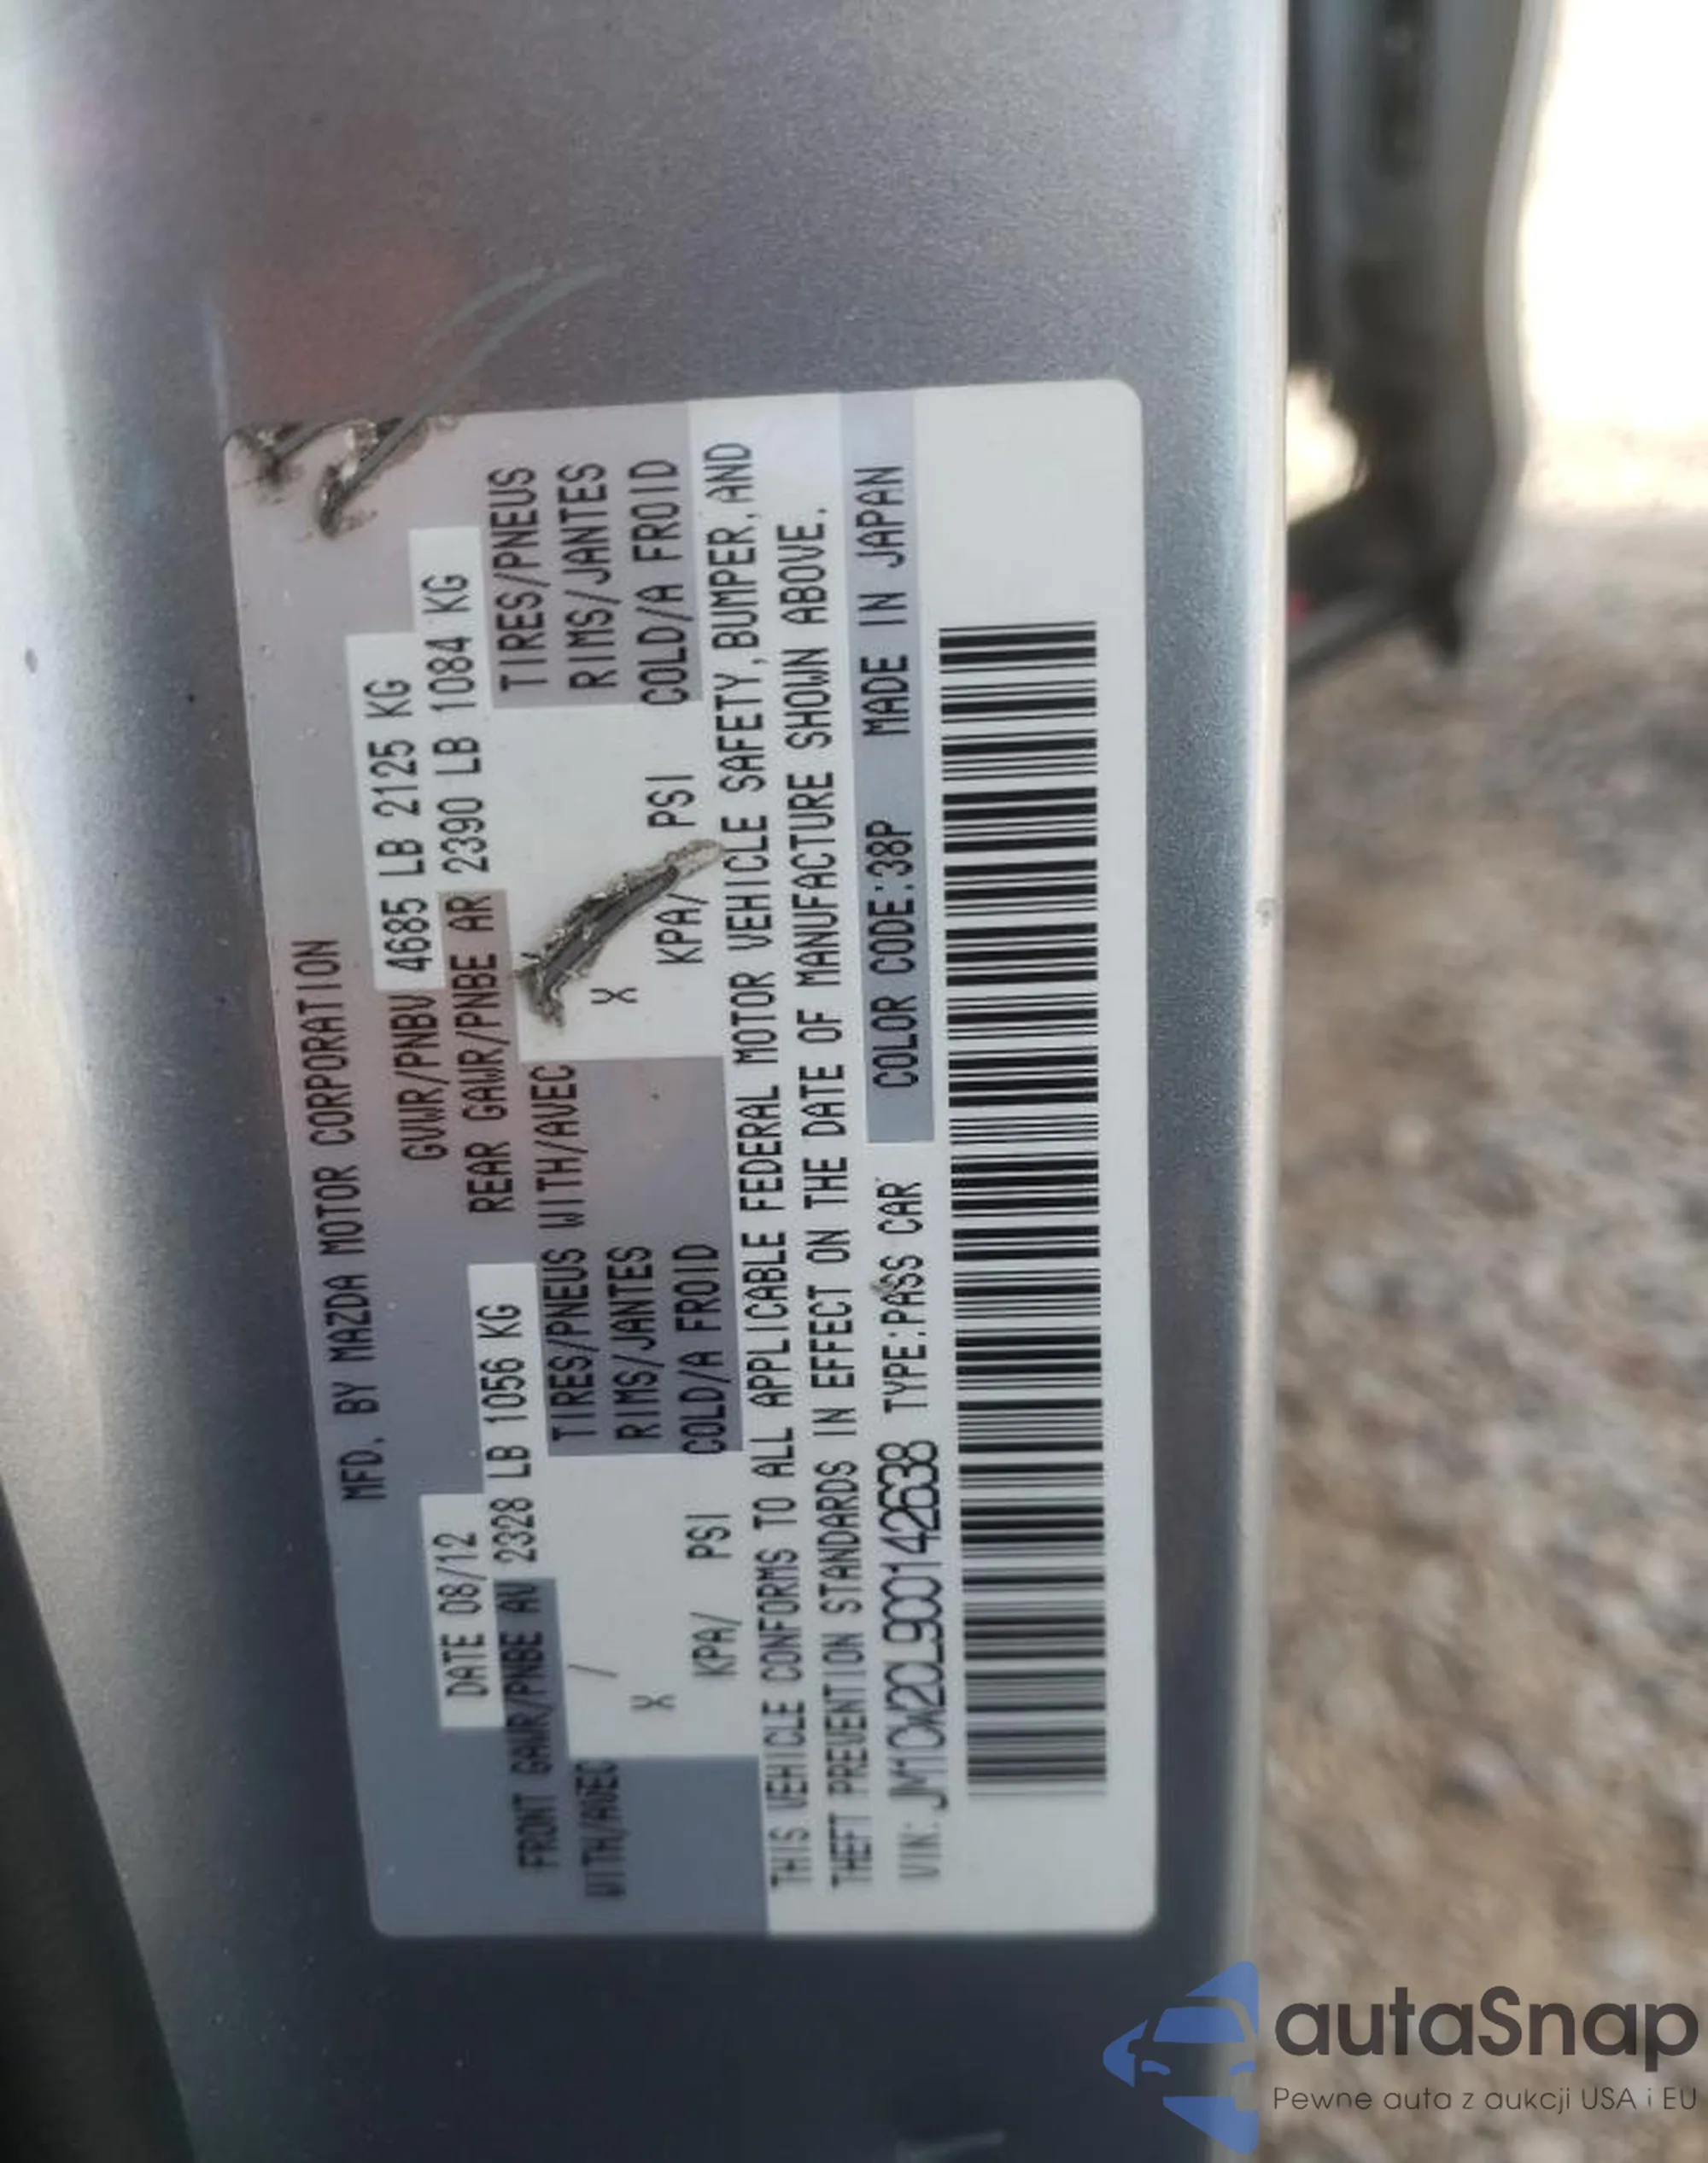 MFD. BY MAZDA MOTOR CORPORATION
DATE 08/12 GVWR/PNBV 4685 LB 2125 KG
FRONT GAWR/PNBE AV 2328 LB 1056 KG REAR GAWR/PNBE AR 2390 LB 1084 KG
WITH/AVEC / TIRES/PNEUS WITH/AVEC TIRES/PNEUS
X RIMS/JANTES X RIMS/JANTES
KPA/ PSI COLD/A FROID KPA/ PSI COLD/A FROID
THIS VEHICLE CONFORMS TO ALL APPLICABLE FEDERAL MOTOR VEHICLE SAFETY, BUMPER, AND
THEFT PREVENTION STANDARDS IN EFFECT ON THE DATE OF MANUFACTURE SHOWN ABOVE.
VIN: JM1CW2CL9C0142638 TYPE:PASS CAR COLOR CODE:38P MADE IN JAPAN
autaSnap
Pewne auta z aukcji USA i EU